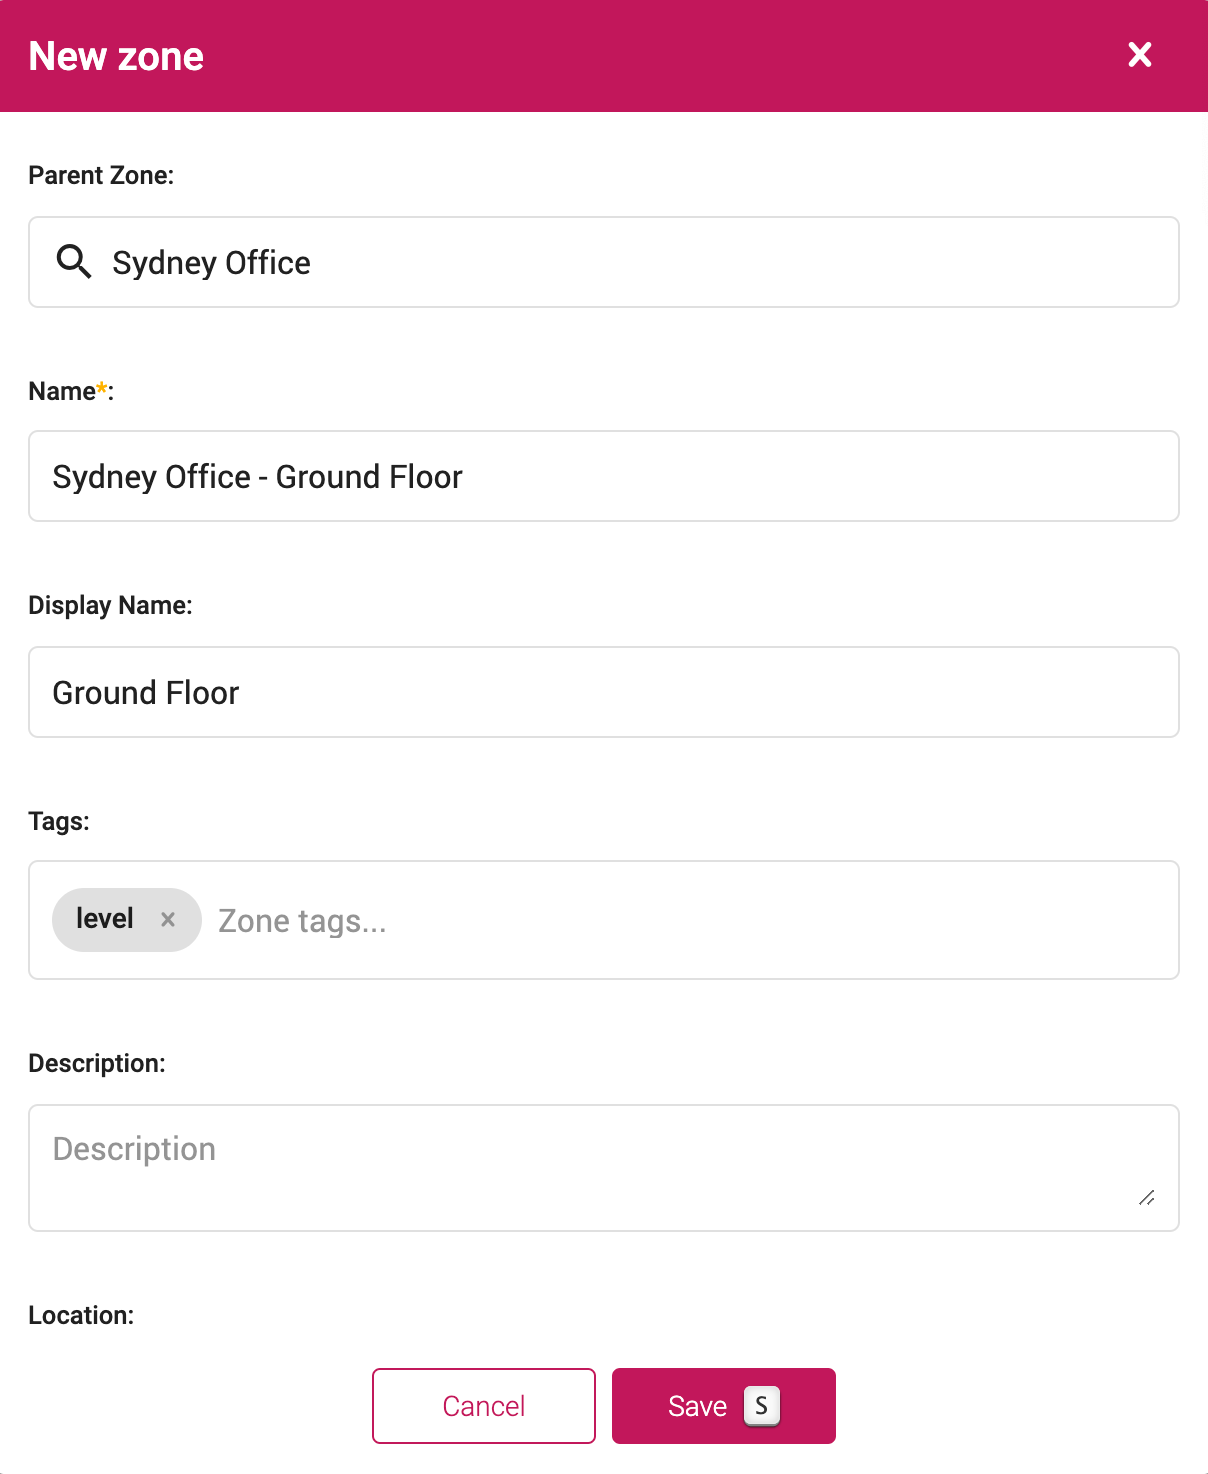 New zone
Parent Zone:
Sydney Office
Name*:
Sydney Office - Ground Floor
Display Name:
Ground Floor
Tags:
level × Zone tags...
Description:
Description
Location:
Cancel Save S